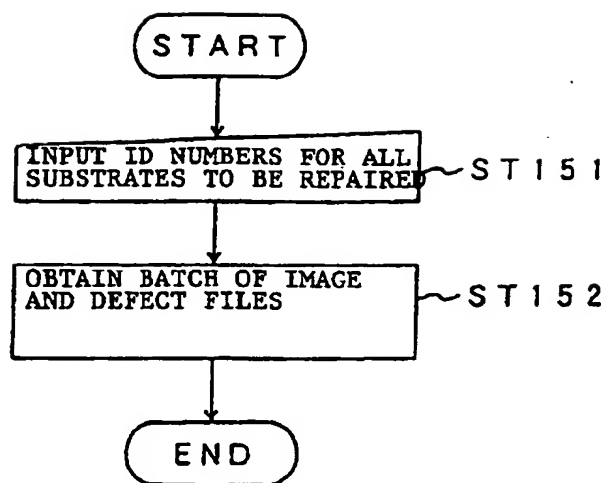 START
INPUT ID NUMBERS FOR ALL
SUBSTRATES TO BE REPAIRED
ST151
OBTAIN BATCH OF IMAGE
AND DEFECT FILES
ST152
END